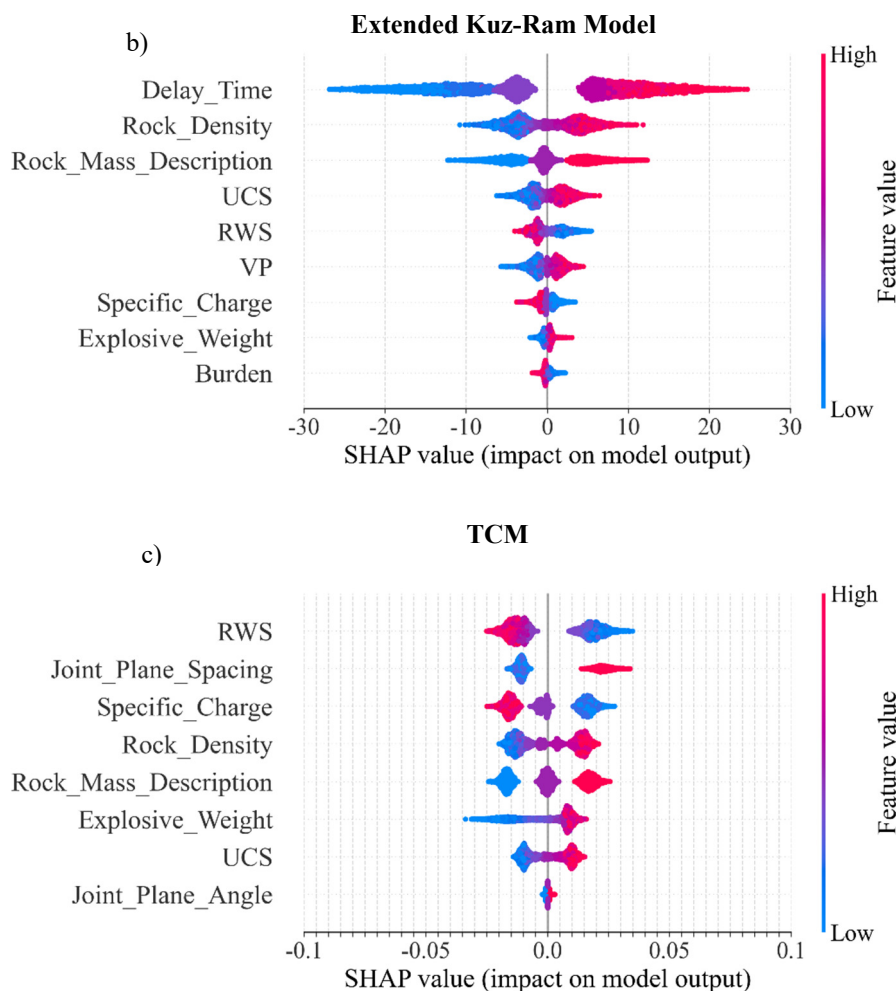 Extended Kuz-Ram Model
b)
High
Delay_Time
Rock_Density
Rock_Mass_Description
UCS
RWS
VP
Specific_Charge
Explosive_Weight
Burden
Feature value
Low
-30 -20 -10 0 10 20 30
SHAP value (impact on model output)
TCM
c)
High
RWS
Joint_Plane_Spacing
Specific_Charge
Rock_Density
Rock_Mass_Description
Explosive_Weight
UCS
Joint_Plane_Angle
Feature value
Low
-0.1 -0.05 0.0 0.05 0.1
SHAP value (impact on model output)